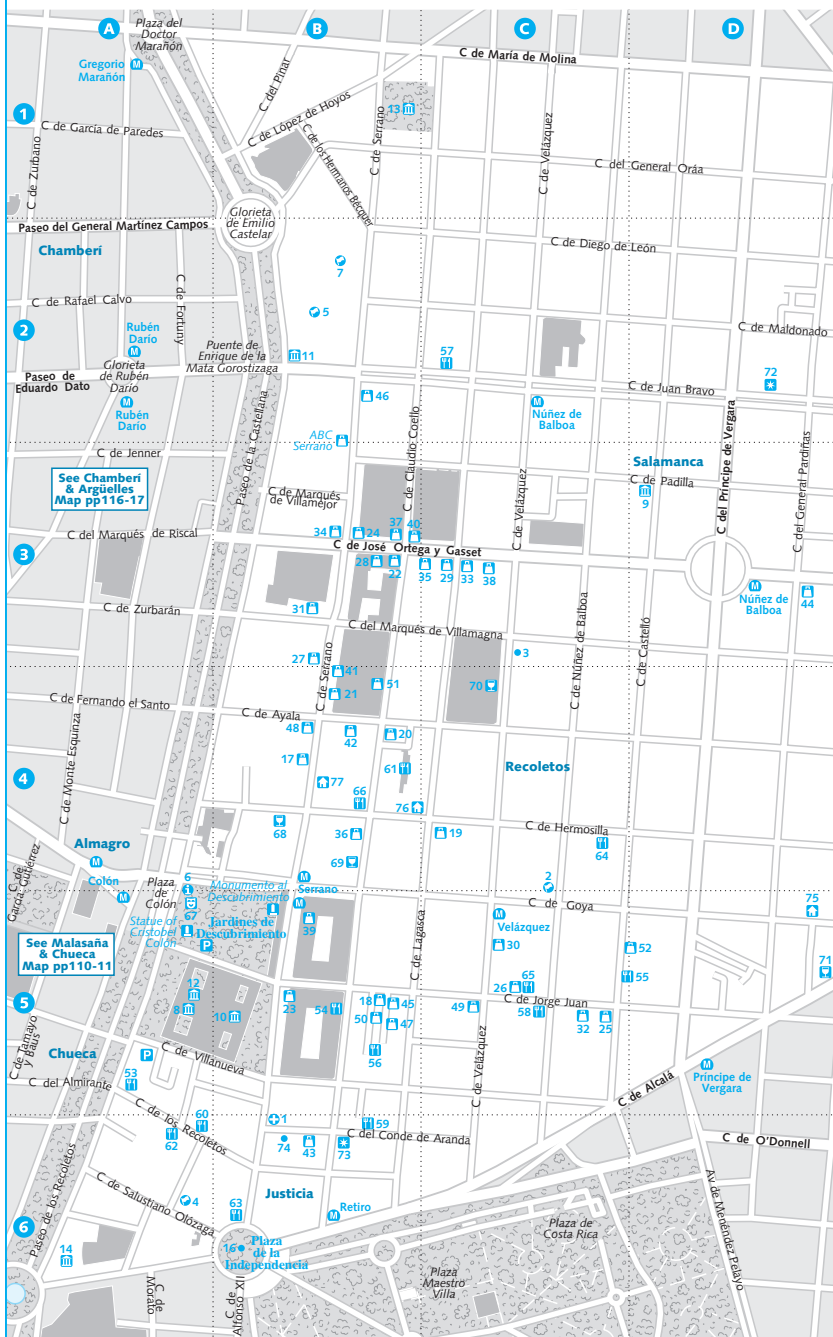 A
B
C
D
Plaza del
Doctor
Marañón
C de María de Molina
Gregorio
Marañón
M
C del Pinar
1
13
C de López de Hoyos
C de García de Paredes
C de los Hermanos Bécquer
C de Serrano
C de Velázquez
C del General Oráa
C de Zurbano
Glorieta
de Emilio
Castelar
Paseo del General Martínez Campos
Chamberí
C de Diego de León
7
C de Rafael Calvo
C de Fortuny
5
2
Rubén
Darío
M
Puente de
Enrique de la
Mata Gorostizaga
11
57
C de Maldonado
Glorieta
de Rubén
Darío
Paseo de
Eduardo Dato
M
Rubén
Darío
72
C de Juan Bravo
46
M
Núñez de
Balboa
ABC
Serrano
C de Claudio Coello
C del Príncipe de Vergara
C del General Pardiñas
C de Jenner
Paseo de la Castellana
Salamanca
C de Padilla
9
See Chamberí
& Argüelles
Map pp116-17
C de Marqués
de Villaméjor
C de Velázquez
37
40
34
24
C del Marqués de Riscal
C de José Ortega y Gasset
3
28
22
35
29
33
38
M
Núñez de
Balboa
44
31
C de Zurbarán
C del Marqués de Villamagna
C de Núñez de Balboa
C de Castelló
27
3
C de Serrano
41
51
21
70
C de Fernando el Santo
C de Ayala
48
42
20
17
61
Recoletos
C de Monte Esquinza
4
77
66
76
68
36
19
C de Hermosilla
64
Almagro
M
69
C de
García Gutiérrez
Colón
M
Plaza
de
Colón
6
Monumento al
Descubrimiento
M
Serrano
M
2
C de Goya
75
67
Statue of
Cristobel
Colón
Jardines de
Descubrimiento
39
C de Lagasca
M
Velázquez
P
30
52
See Malasaña
& Chueca
Map pp110-11
55
71
12
65
26
5
8
10
23
54
18
45
49
C de Jorge Juan
58
50
47
32
25
56
C de Tamayo
y Baus
Chueca
P
C de Villanueva
C de Velázquez
53
C del Almirante
C de Alcalá
M
Príncipe de
Vergara
60
C de los Recoletos
1
59
62
74
43
73
C del Conde de Aranda
C de O'Donnell
Paseo de los Recoletos
C de Salustiano Olózaga
4
63
Justicia
M
Retiro
Av de Menéndez Pelayo
6
Plaza de
Costa Rica
14
16
Plaza
de la
Independencia
Plaza
Maestro
Villa
C de
Morato
C de
Alfonso XII